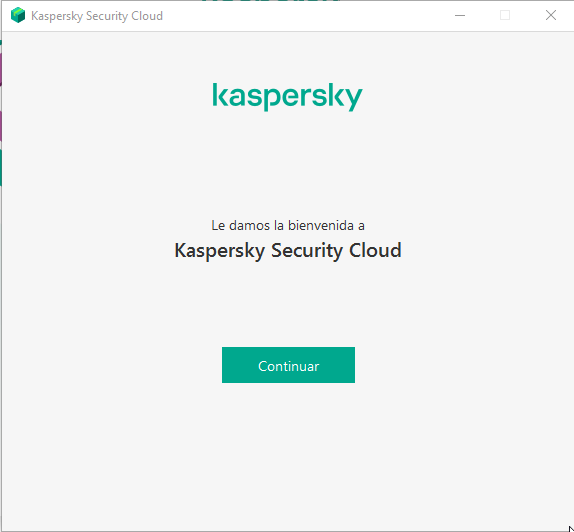 Kaspersky Security Cloud
kaspersky
Le damos la bienvenida a
Kaspersky Security Cloud
Continuar